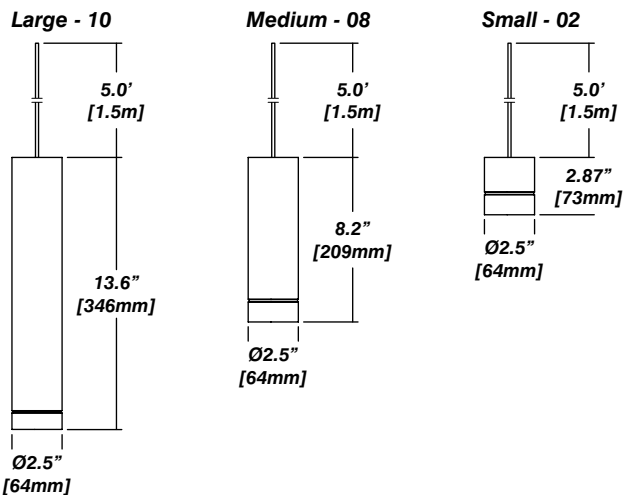 Large - 10
5.0’
[1.5m]
13.6”
[346mm]
Ø2.5”
[64mm]
Medium - 08
5.0’
[1.5m]
8.2”
[209mm]
Ø2.5”
[64mm]
Small - 02
5.0’
[1.5m]
2.87”
[73mm]
Ø2.5”
[64mm]